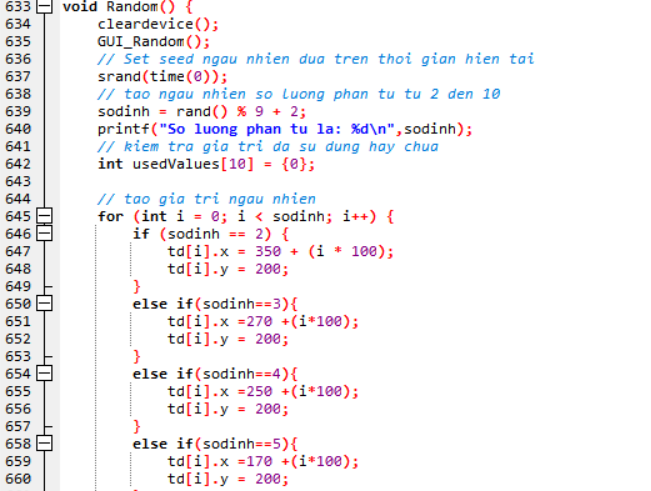 633 void Random() {
634 cleardevice();
635 GUI_Random();
636 // Set seed ngau nhien dua tren thoi gian hien tai
637 srand(time(0));
638 // tao ngau nhien so luong phan tu tu 2 den 10
639 sodinh = rand() % 9 + 2;
640 printf("So luong phan tu la: %d\n",sodinh);
641 // kiem tra gia tri da su dung hay chua
642 int usedValues[10] = {0};
643
644 // tao gia tri ngau nhien
645 for (int i = 0; i < sodinh; i++) {
646 if (sodinh == 2) {
647 td[i].x = 350 + (i * 100);
648 td[i].y = 200;
649 }
650 else if(sodinh==3){
651 td[i].x =270 +(i*100);
652 td[i].y = 200;
653 }
654 else if(sodinh==4){
655 td[i].x =250 +(i*100);
656 td[i].y = 200;
657 }
658 else if(sodinh==5){
659 td[i].x =170 +(i*100);
660 td[i].y = 200;